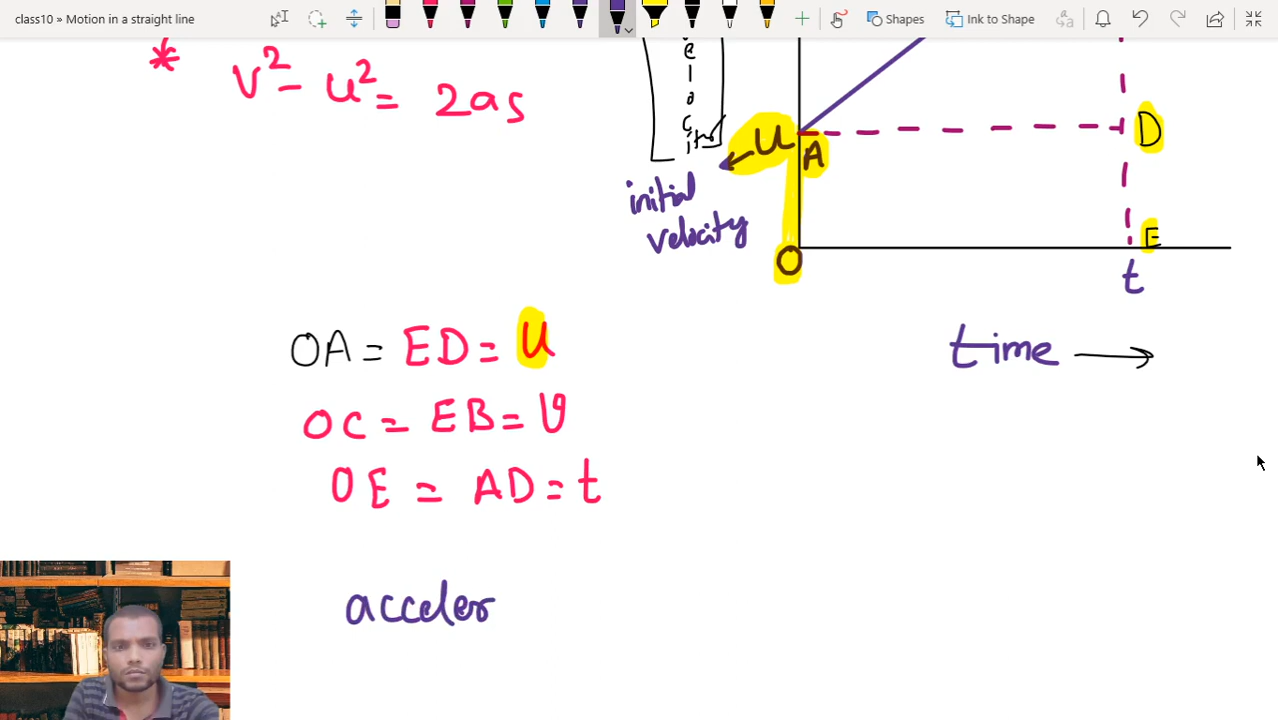 class10 » Motion in a straight line
Shapes
Ink to Shape
* V² - U² = 2as
velocity
U
A
D
initial
velocity
E
O
t
time
OA = ED = U
OC = EB = V
OE = AD = t
acceler